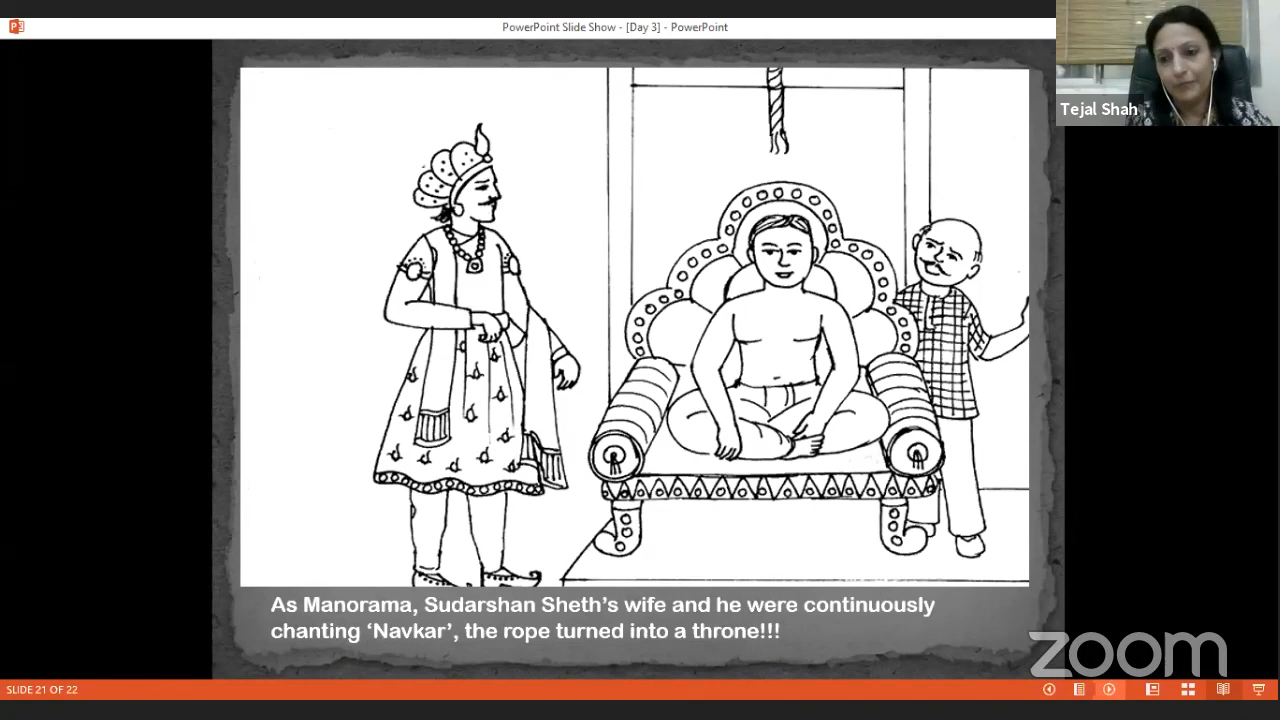 PowerPoint Slide Show - [Day 3] - PowerPoint
Tejal Shah
As Manorama, Sudarshan Sheth's wife and he were continuously
chanting ‘Navkar’, the rope turned into a throne!!!
zoom
SLIDE 21 OF 22